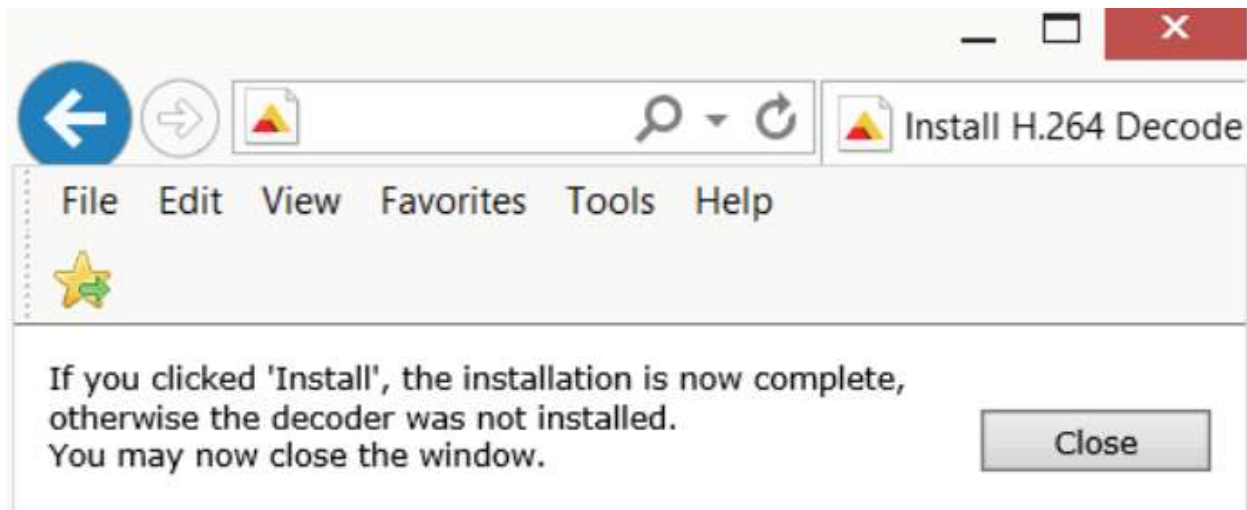 Install H.264 Decode
File Edit View Favorites Tools Help
If you clicked 'Install', the installation is now complete,
otherwise the decoder was not installed.
You may now close the window.
Close